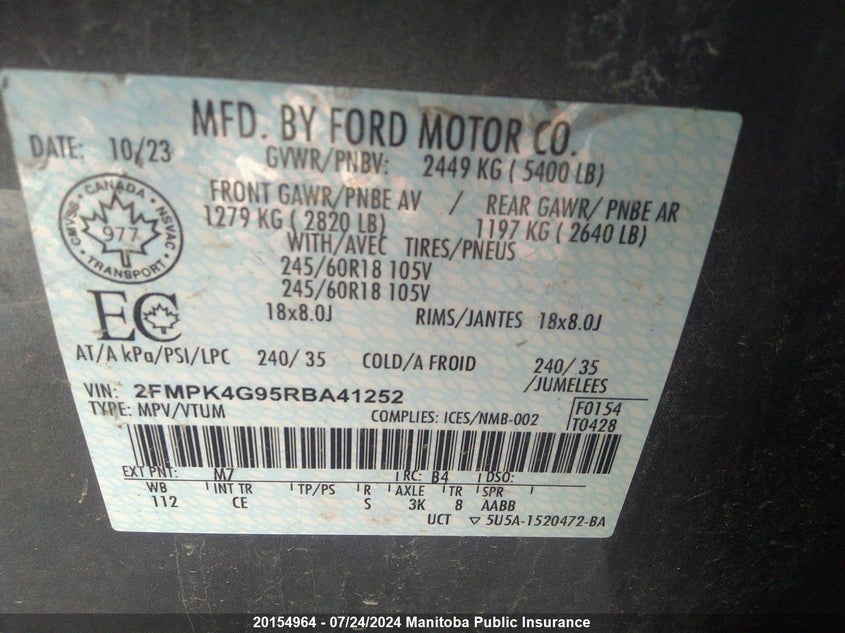 MFD. BY FORD MOTOR CO.
DATE: 10/23
GVWR/PNBV: 2449 KG ( 5400 LB)
FRONT GAWR/PNBE AV / REAR GAWR/ PNBE AR
1279 KG ( 2820 LB) 1197 KG ( 2640 LB)
WITH/AVEC TIRES/PNEUS
245/60R18 105V
245/60R18 105V
18x8.0J RIMS/JANTES 18x8.0J
CANADA
CMVSS 977 NSVAC
TRANSPORT
EC
AT/A kPa/PSI/LPC 240/ 35 COLD/A FROID 240/ 35
/JUMELEES
VIN: 2FMPK4G95RBA41252
TYPE: MPV/VTUM COMPLIES: ICES/NMB-002
F0154
T0428
EXT PNT: M7 RC: B4 DSO:
WB INT TR TP/PS R AXLE TR SPR
112 CE S 3K 8 AABB
UCT ▽ 5U5A-1520472-BA
20154964 - 07/24/2024 Manitoba Public Insurance